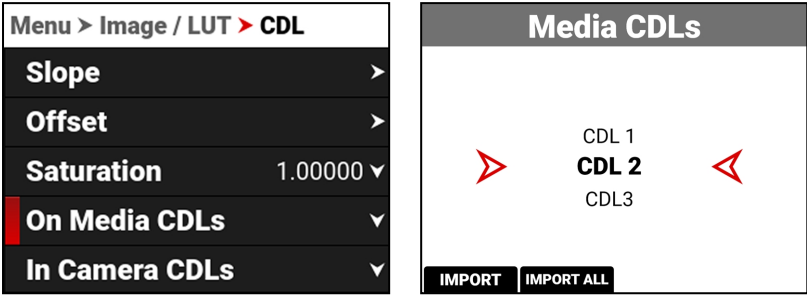 Menu > Image / LUT > CDL
Slope
Offset
Saturation 1.00000
On Media CDLs
In Camera CDLs
Media CDLs
CDL 1
CDL 2
CDL3
IMPORT IMPORT ALL